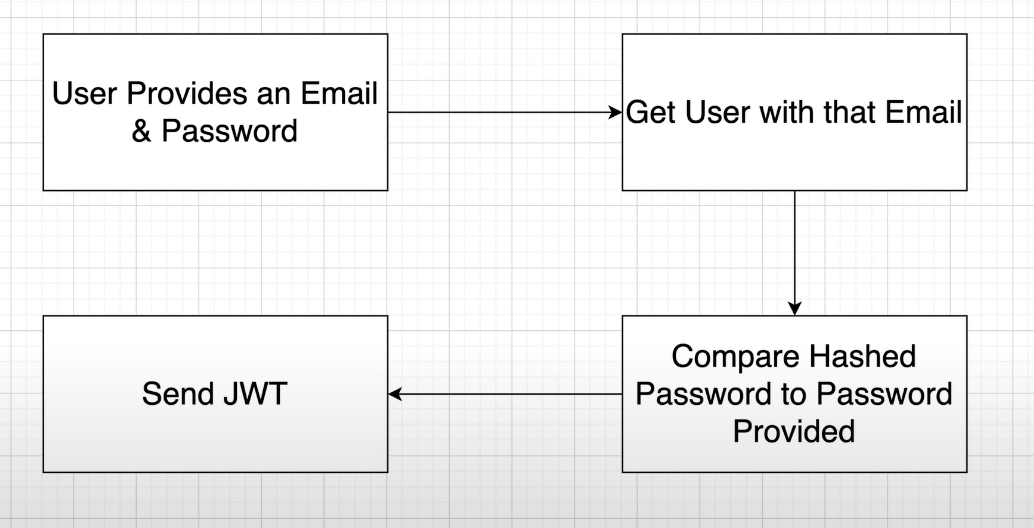 User Provides an Email
& Password
Get User with that Email
Compare Hashed
Password to Password
Provided
Send JWT